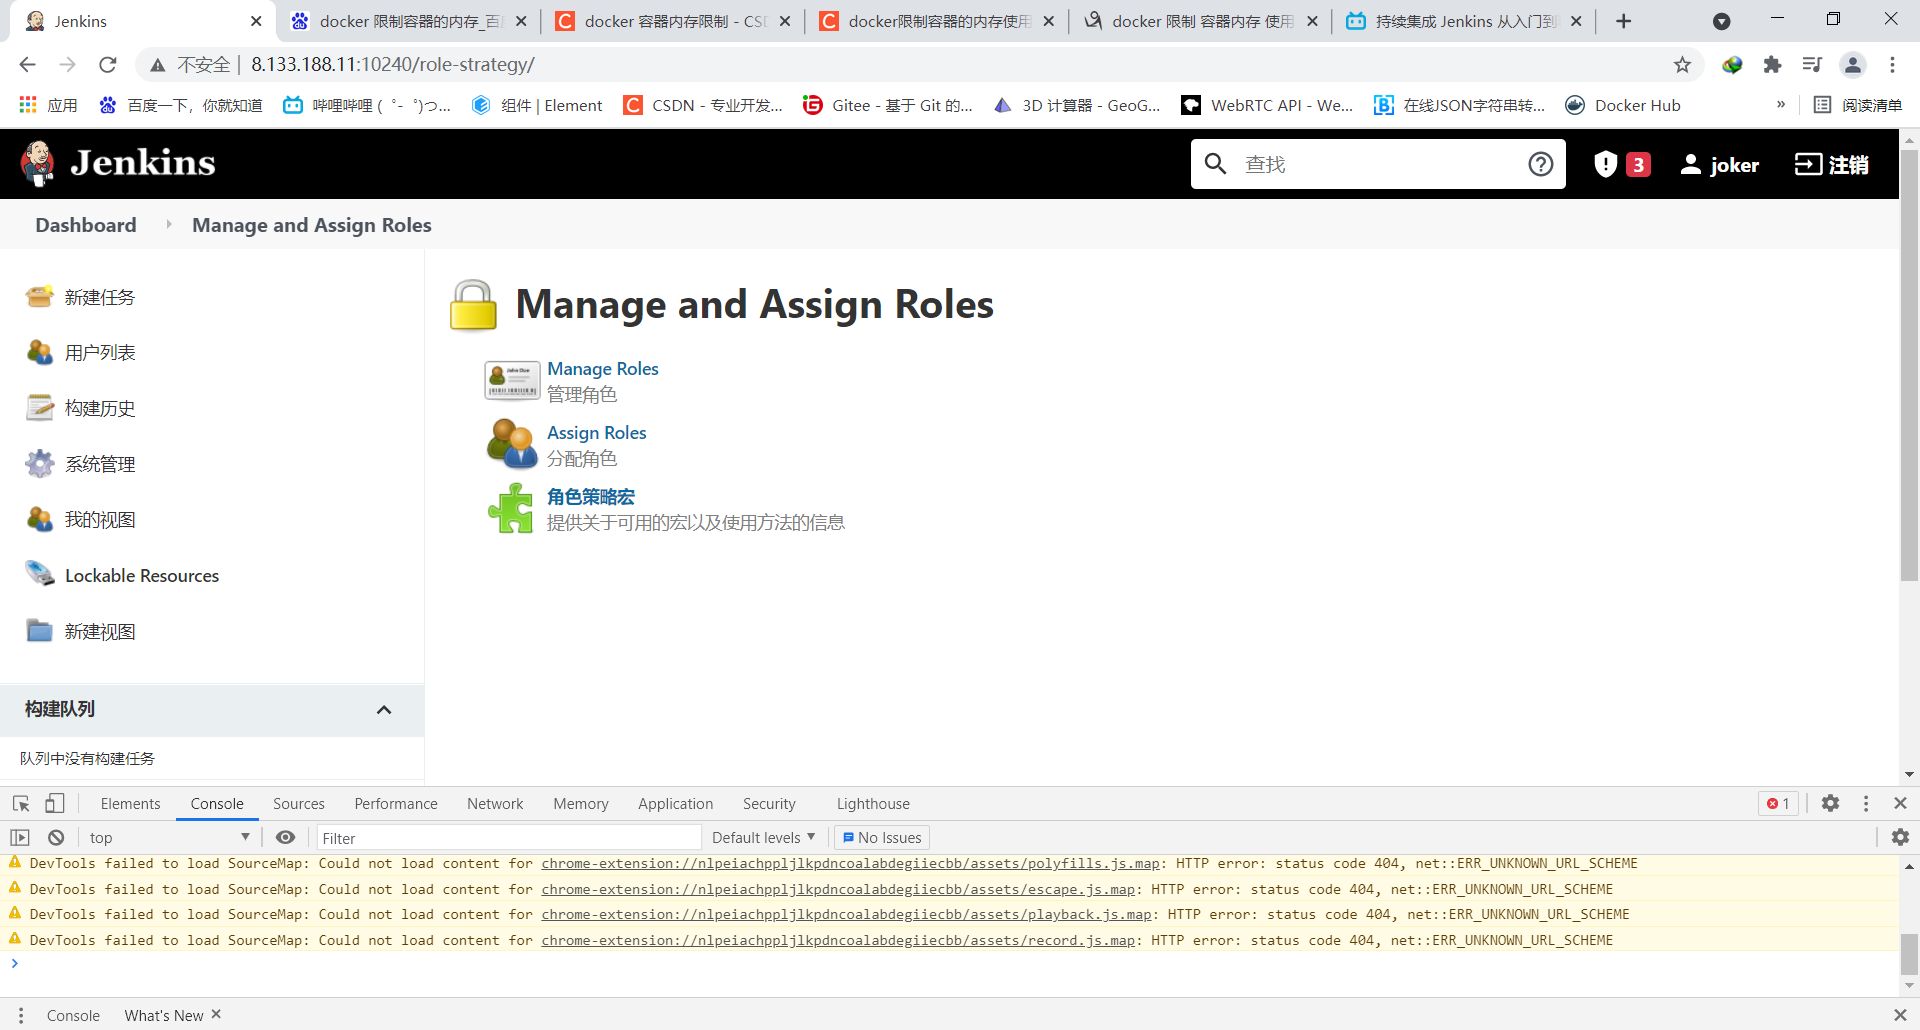 Jenkins
docker 限制容器的内存_百
docker 容器内存限制 - CSD
docker限制容器的内存使用
docker 限制 容器内存 使用
持续集成 Jenkins 从入门到
不安全 8.133.188.11:10240/role-strategy/
应用 百度一下，你就知道 哔哩哔哩 ( ゜- ゜)つ... 组件 | Element CSDN - 专业开发... Gitee - 基于 Git 的... 3D 计算器 - GeoG... WebRTC API - We... 在线JSON字符串转... Docker Hub » 阅读清单
Jenkins
查找
3
joker
注销
Dashboard Manage and Assign Roles
新建任务
用户列表
构建历史
系统管理
我的视图
Lockable Resources
新建视图
构建队列
队列中没有构建任务
Manage and Assign Roles
Manage Roles
管理角色
Assign Roles
分配角色
角色策略宏
提供关于可用的宏以及使用方法的信息
Elements Console Sources Performance Network Memory Application Security Lighthouse 1
top Filter Default levels No Issues
DevTools failed to load SourceMap: Could not load content for chrome-extension://nlpeiachppljlkpdncoalabdegiiecbb/assets/polyfills.js.map: HTTP error: status code 404, net::ERR_UNKNOWN_URL_SCHEME
DevTools failed to load SourceMap: Could not load content for chrome-extension://nlpeiachppljlkpdncoalabdegiiecbb/assets/escape.js.map: HTTP error: status code 404, net::ERR_UNKNOWN_URL_SCHEME
DevTools failed to load SourceMap: Could not load content for chrome-extension://nlpeiachppljlkpdncoalabdegiiecbb/assets/playback.js.map: HTTP error: status code 404, net::ERR_UNKNOWN_URL_SCHEME
DevTools failed to load SourceMap: Could not load content for chrome-extension://nlpeiachppljlkpdncoalabdegiiecbb/assets/record.js.map: HTTP error: status code 404, net::ERR_UNKNOWN_URL_SCHEME
Console What's New